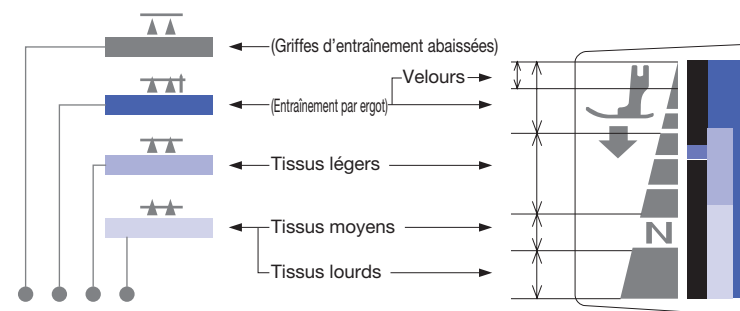 (Griffes d'entraînement abaissées)
Velours
(Entraînement par ergot)
Tissus légers
Tissus moyens
N
Tissus lourds